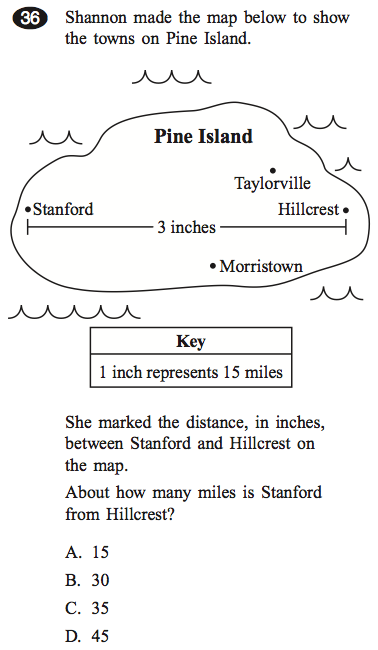 36 Shannon made the map below to show
the towns on Pine Island.
Pine Island
Taylorville
Stanford
Hillcrest
3 inches
Morristown
Key
1 inch represents 15 miles
She marked the distance, in inches,
between Stanford and Hillcrest on
the map.
About how many miles is Stanford
from Hillcrest?
A. 15
B. 30
C. 35
D. 45